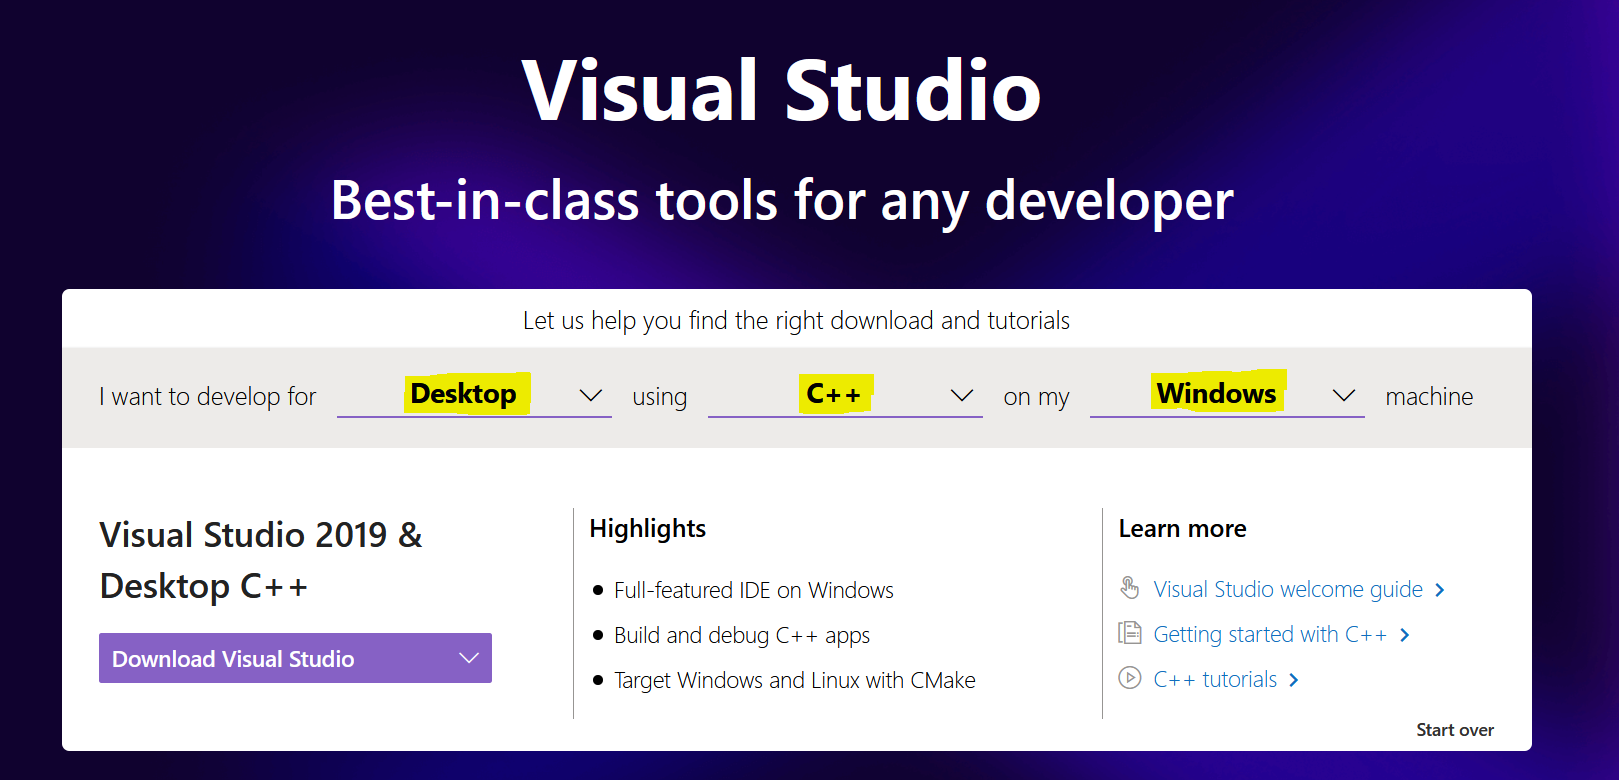 Visual Studio
Best-in-class tools for any developer
Let us help you find the right download and tutorials
I want to develop for Desktop using C++ on my Windows machine
Visual Studio 2019 &
Desktop C++
Download Visual Studio
Highlights
Full-featured IDE on Windows
Build and debug C++ apps
Target Windows and Linux with CMake
Learn more
Visual Studio welcome guide
Getting started with C++
C++ tutorials
Start over